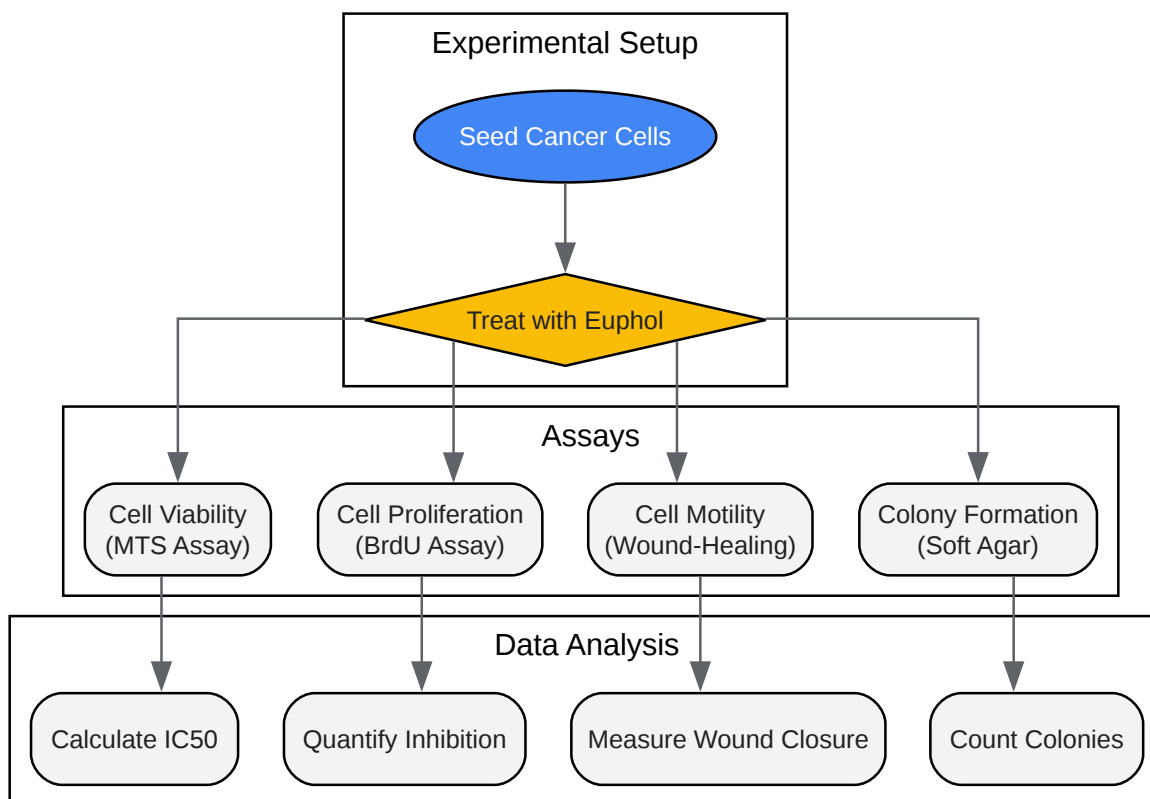 Experimental Setup
Seed Cancer Cells
Treat with Euphol
Assays
Cell Viability
(MTS Assay)
Cell Proliferation
(BrdU Assay)
Cell Motility
(Wound-Healing)
Colony Formation
(Soft Agar)
Data Analysis
Calculate IC50
Quantify Inhibition
Measure Wound Closure
Count Colonies